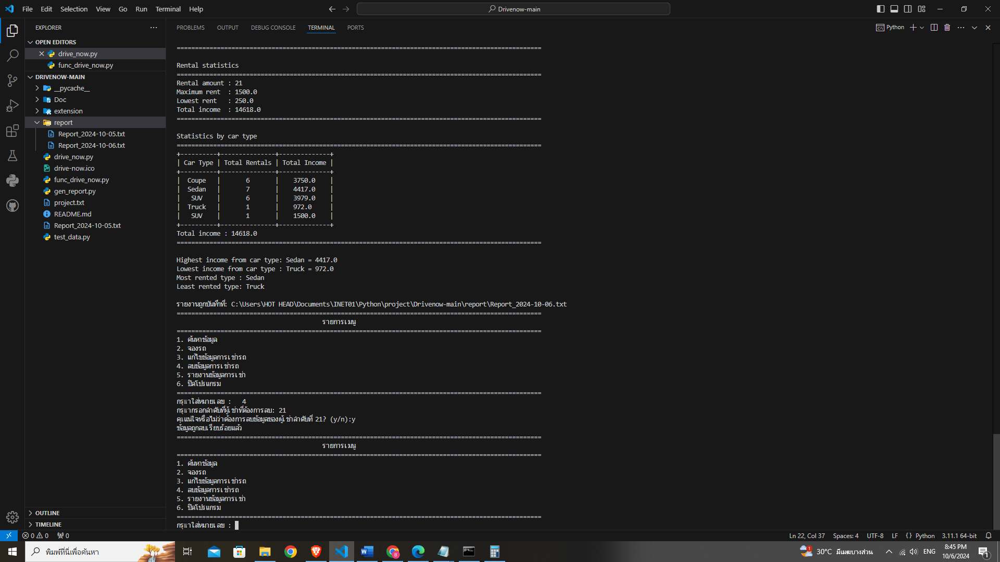 File Edit Selection View Go Run Terminal Help
Drivenow-main
EXPLORER
OPEN EDITORS
drive_now.py
func_drive_now.py
DRIVENOW-MAIN
__pycache__
Doc
extension
report
Report_2024-10-05.txt
Report_2024-10-06.txt
drive_now.py
drive-now.ico
func_drive_now.py
gen_report.py
project.txt
README.md
Report_2024-10-05.txt
test_data.py
OUTLINE
TIMELINE
PROBLEMS OUTPUT DEBUG CONSOLE TERMINAL PORTS
Python
====================================================================================================
Rental statistics
====================================================================================================
Rental amount : 21
Maximum rent  : 1500.0
Lowest rent   : 250.0
Total income  : 14618.0
====================================================================================================
Statistics by car type
====================================================================================================
+----------+---------------+--------------+
| Car Type | Total Rentals | Total Income |
+----------+---------------+--------------+
|  Coupe   |       6       |    3750.0    |
|  Sedan   |       7       |    4417.0    |
|   SUV    |       6       |    3979.0    |
|  Truck   |       1       |    972.0     |
|   SUV    |       1       |    1500.0    |
+----------+---------------+--------------+
Total income : 14618.0
====================================================================================================
Highest income from car type: Sedan = 4417.0
Lowest income from car type : Truck = 972.0
Most rented type : Sedan
Least rented type: Truck
รายงานถูกบันทึกที่: C:\Users\HOT HEAD\Documents\INET01\Python\project\Drivenow-main\report\Report_2024-10-06.txt
====================================================================================================
รายการเมนู
====================================================================================================
1. ค้นหาข้อมูล
2. จองรถ
3. แก้ไขข้อมูลการเช่ารถ
4. ลบข้อมูลการเช่ารถ
5. รายงานข้อมูลการเช่า
6. ปิดโปรแกรม
====================================================================================================
กรุณาใส่หมายเลข :   4
กรุณากรอกลำดับที่ผู้เช่าที่ต้องการลบ: 21
คุณแน่ใจหรือไม่ว่าต้องการลบข้อมูลของผู้เช่าลำดับที่ 21? (y/n):y
ข้อมูลถูกลบเรียบร้อยแล้ว
====================================================================================================
รายการเมนู
====================================================================================================
1. ค้นหาข้อมูล
2. จองรถ
3. แก้ไขข้อมูลการเช่ารถ
4. ลบข้อมูลการเช่ารถ
5. รายงานข้อมูลการเช่า
6. ปิดโปรแกรม
====================================================================================================
กรุณาใส่หมายเลข :
0 0 0
Ln 22, Col 37 Spaces: 4 UTF-8 LF {} Python 3.11.1 64-bit
พิมพ์ที่นี่เพื่อค้นหา
1 30°C มีเมฆบางส่วน ENG 8:45 PM
10/6/2024 1